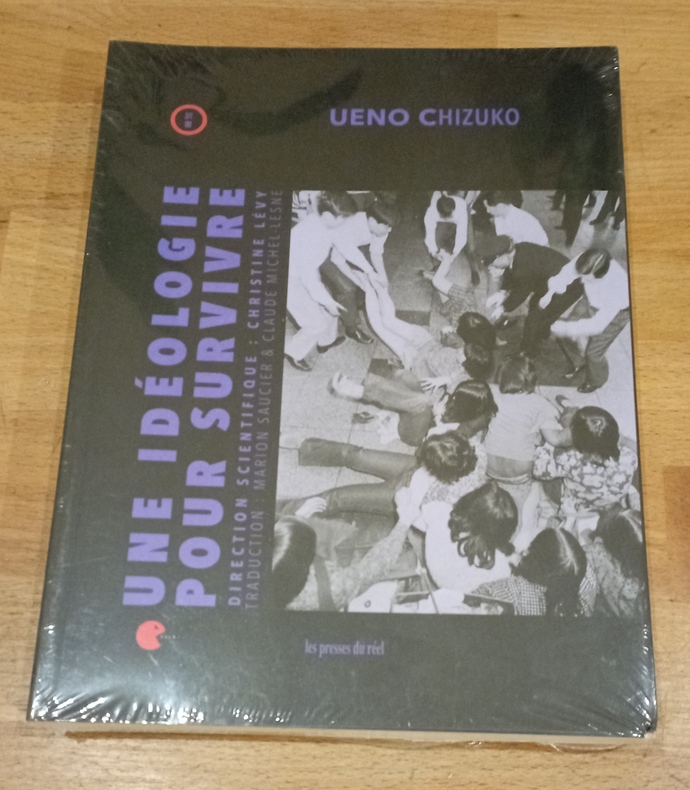 UENO CHIZUKO
UNE IDÉOLOGIE
POUR SURVIVRE
DIRECTION SCIENTIFIQUE : CHRISTINE LÉVY
TRADUCTION : MARION SAUCIER & CLAUDE MICHEL-LESNE
les presses du réel